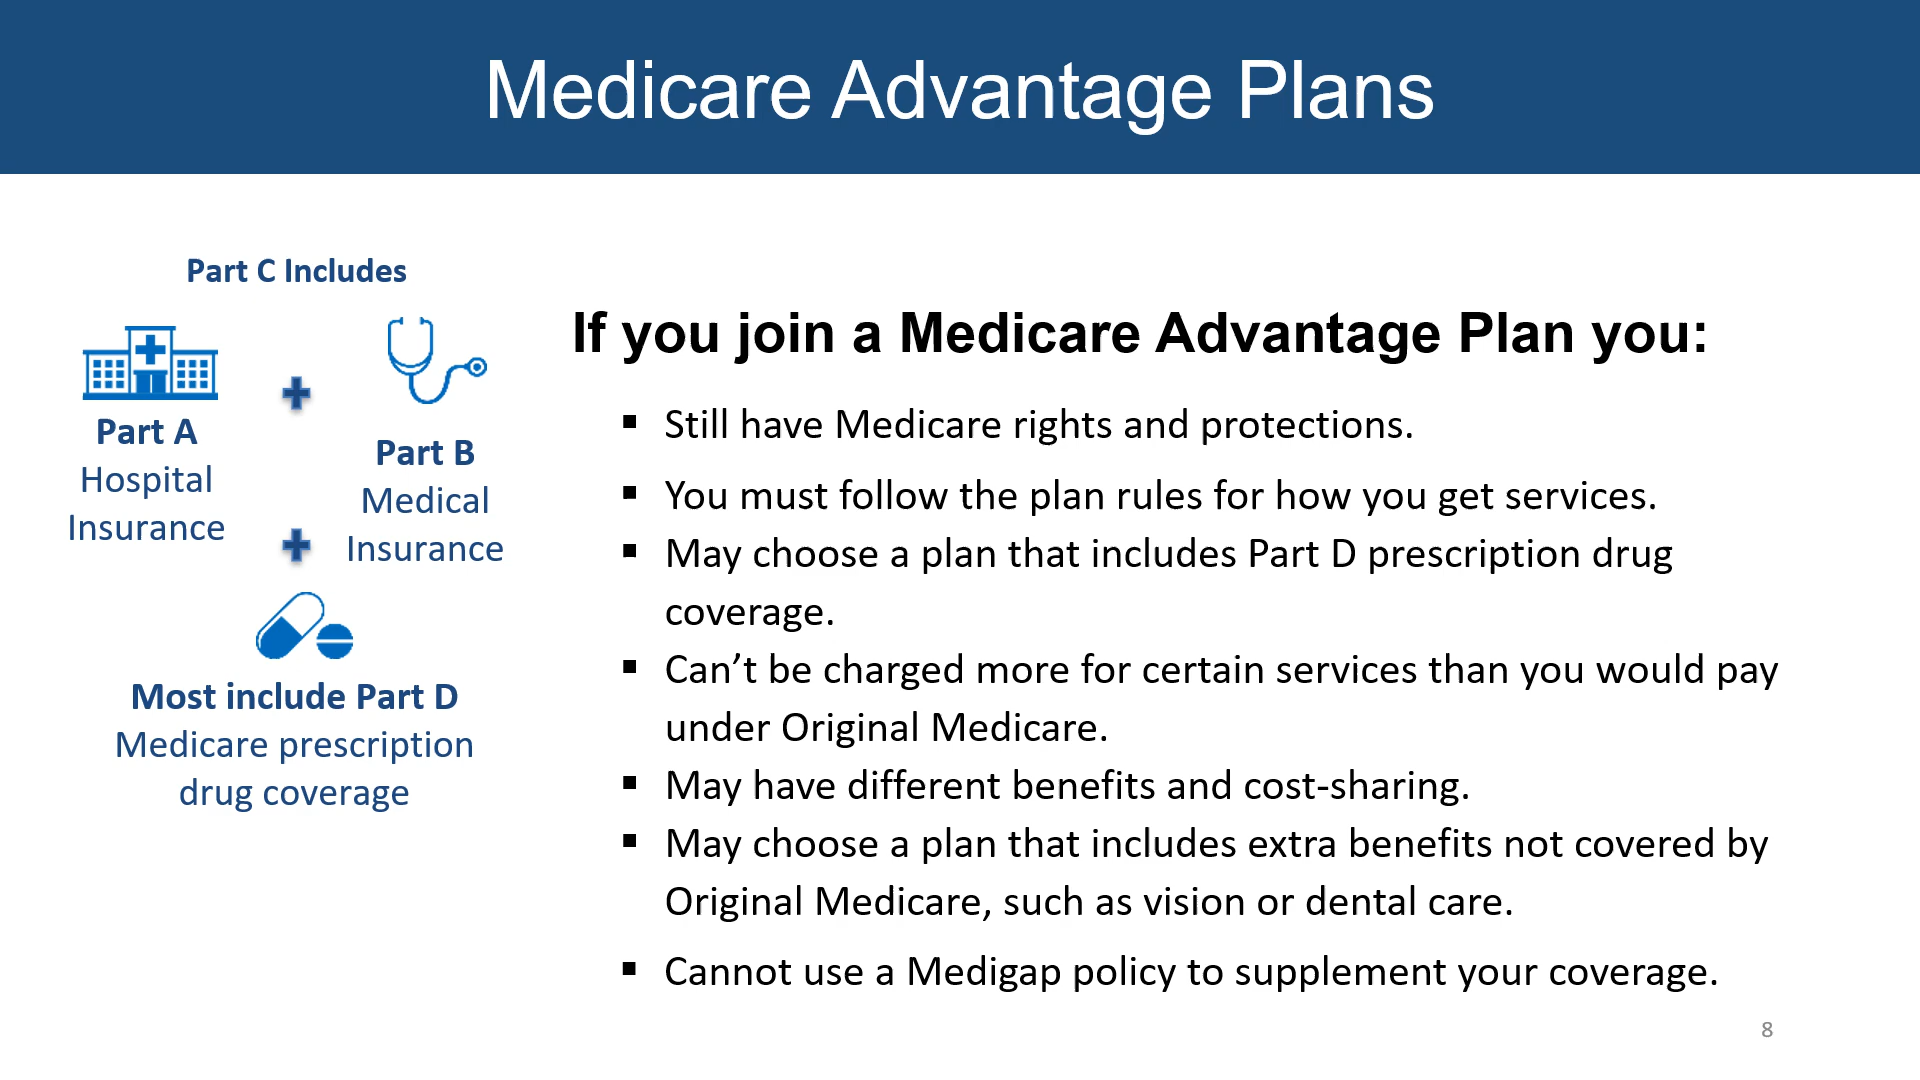 Medicare Advantage Plans
Part C Includes
Part A
Hospital
Insurance
Part B
Medical
Insurance
Most include Part D
Medicare prescription
drug coverage
If you join a Medicare Advantage Plan you:
▪ Still have Medicare rights and protections.
▪ You must follow the plan rules for how you get services.
▪ May choose a plan that includes Part D prescription drug
coverage.
▪ Can’t be charged more for certain services than you would pay
under Original Medicare.
▪ May have different benefits and cost-sharing.
▪ May choose a plan that includes extra benefits not covered by
Original Medicare, such as vision or dental care.
▪ Cannot use a Medigap policy to supplement your coverage.
8